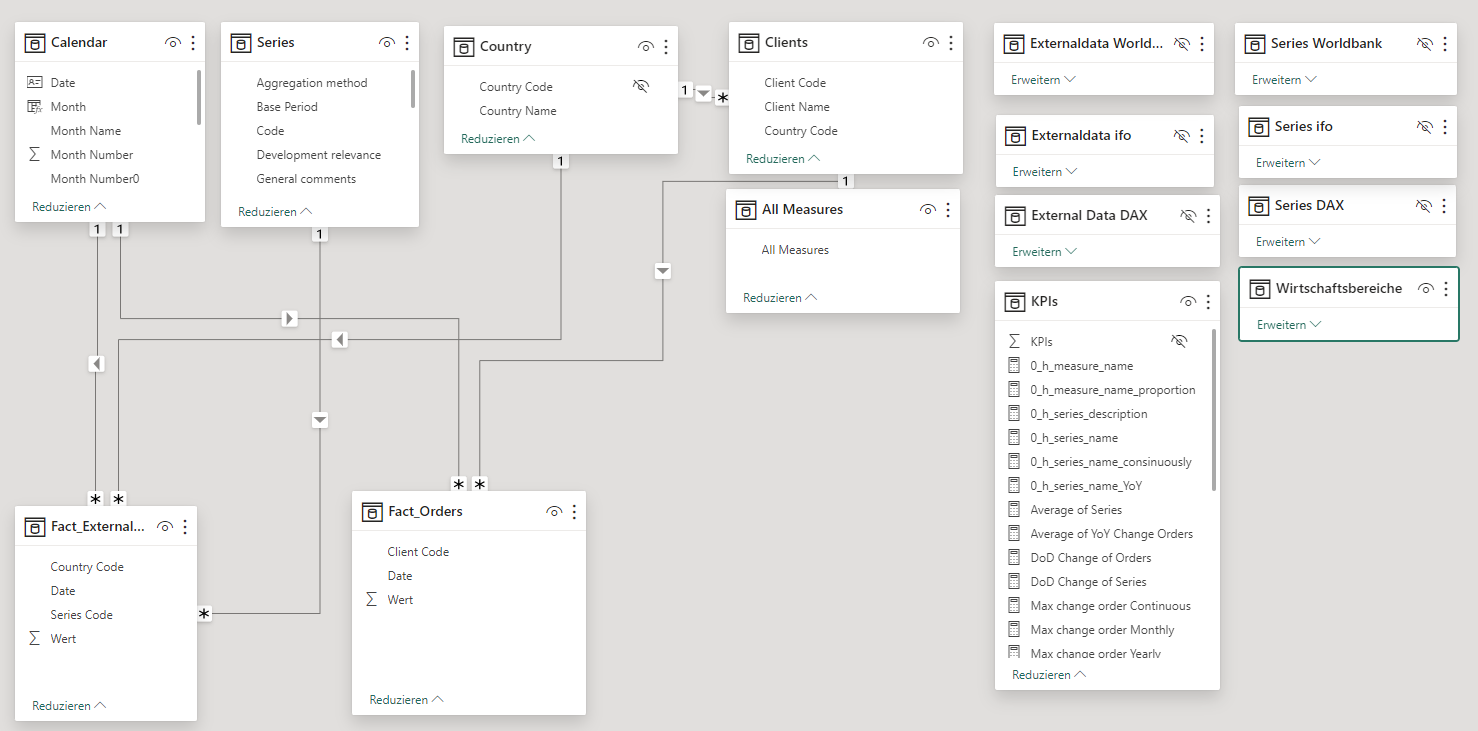 Calendar
Date
Month
Month Name
Month Number
Month Number0
Reduzieren
Series
Aggregation method
Base Period
Code
Development relevance
General comments
Reduzieren
Country
Country Code
Country Name
Reduzieren
Clients
Client Code
Client Name
Country Code
Reduzieren
1
*
1
1
1
1
1
All Measures
All Measures
Reduzieren
Externaldata World...
Erweitern
Externaldata ifo
Erweitern
External Data DAX
Erweitern
Series Worldbank
Erweitern
Series ifo
Erweitern
Series DAX
Erweitern
Wirtschaftsbereiche
Erweitern
KPIs
KPIs
0_h_measure_name
0_h_measure_name_proportion
0_h_series_description
0_h_series_name
0_h_series_name_consinuously
0_h_series_name_YoY
Average of Series
Average of YoY Change Orders
DoD Change of Orders
DoD Change of Series
Max change order Continuous
Max change order Monthly
Max change order Yearly
Reduzieren
*
*
*
*
Fact_External...
Country Code
Date
Series Code
Wert
Reduzieren
*
Fact_Orders
Client Code
Date
Wert
Reduzieren